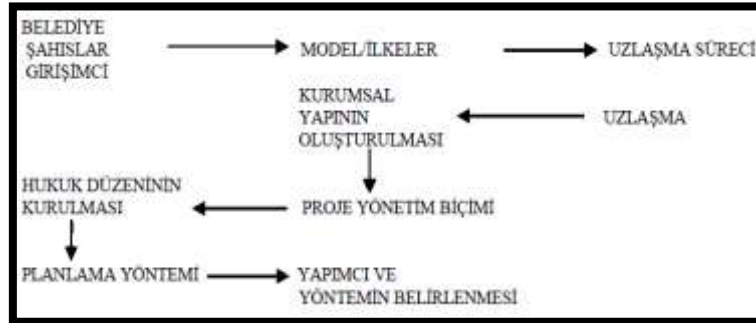 BELEDİYE
ŞAHISLAR
GİRİŞİMCİ
MODEL/İLKELER
UZLAŞMA SÜRECİ
KURUMSAL
YAPININ
OLUŞTURULMASI
UZLAŞMA
HUKUK DÜZENİNİN
KURULMASI
PROJE YÖNETİM BİÇİMİ
PLANLAMA YÖNTEMİ
YAPIMCI VE
YÖNTEMİN BELİRLENMESİ